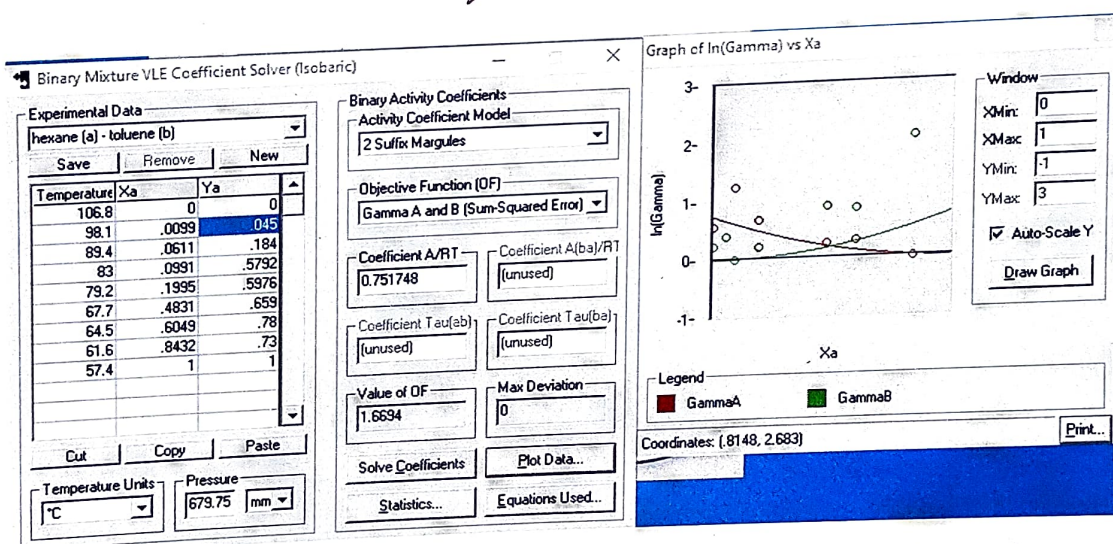 Binary Mixture VLE Coefficient Solver (Isobaric)
Experimental Data
hexane (a) - toluene (b)
Save Remove New
Temperature Xa Ya
106.8 0 0
98.1 .0099 .045
89.4 .0611 .184
83 .0991 .5792
79.2 .1995 .5976
67.7 .4831 .659
64.5 .6049 .78
61.6 .8432 .73
57.4 1 1
Cut Copy Paste
Temperature Units
°C
Pressure
679.75 mm
Binary Activity Coefficients
Activity Coefficient Model
2 Suffix Margules
Objective Function (OF)
Gamma A and B (Sum-Squared Error)
Coefficient A/RT Coefficient A(ba)/RT
0.751748 (unused)
Coefficient Tau(ab) Coefficient Tau(ba)
(unused) (unused)
Value of OF Max Deviation
1.6694 0
Solve Coefficients Plot Data...
Statistics... Equations Used...
Graph of ln(Gamma) vs Xa
3-
2-
1-
0-
-1-
ln(Gamma)
Xa
Window
XMin: 0
XMax: 1
YMin: -1
YMax: 3
Auto-Scale Y
Draw Graph
Legend
GammaA GammaB
Coordinates: (.8148, 2.683)
Print...